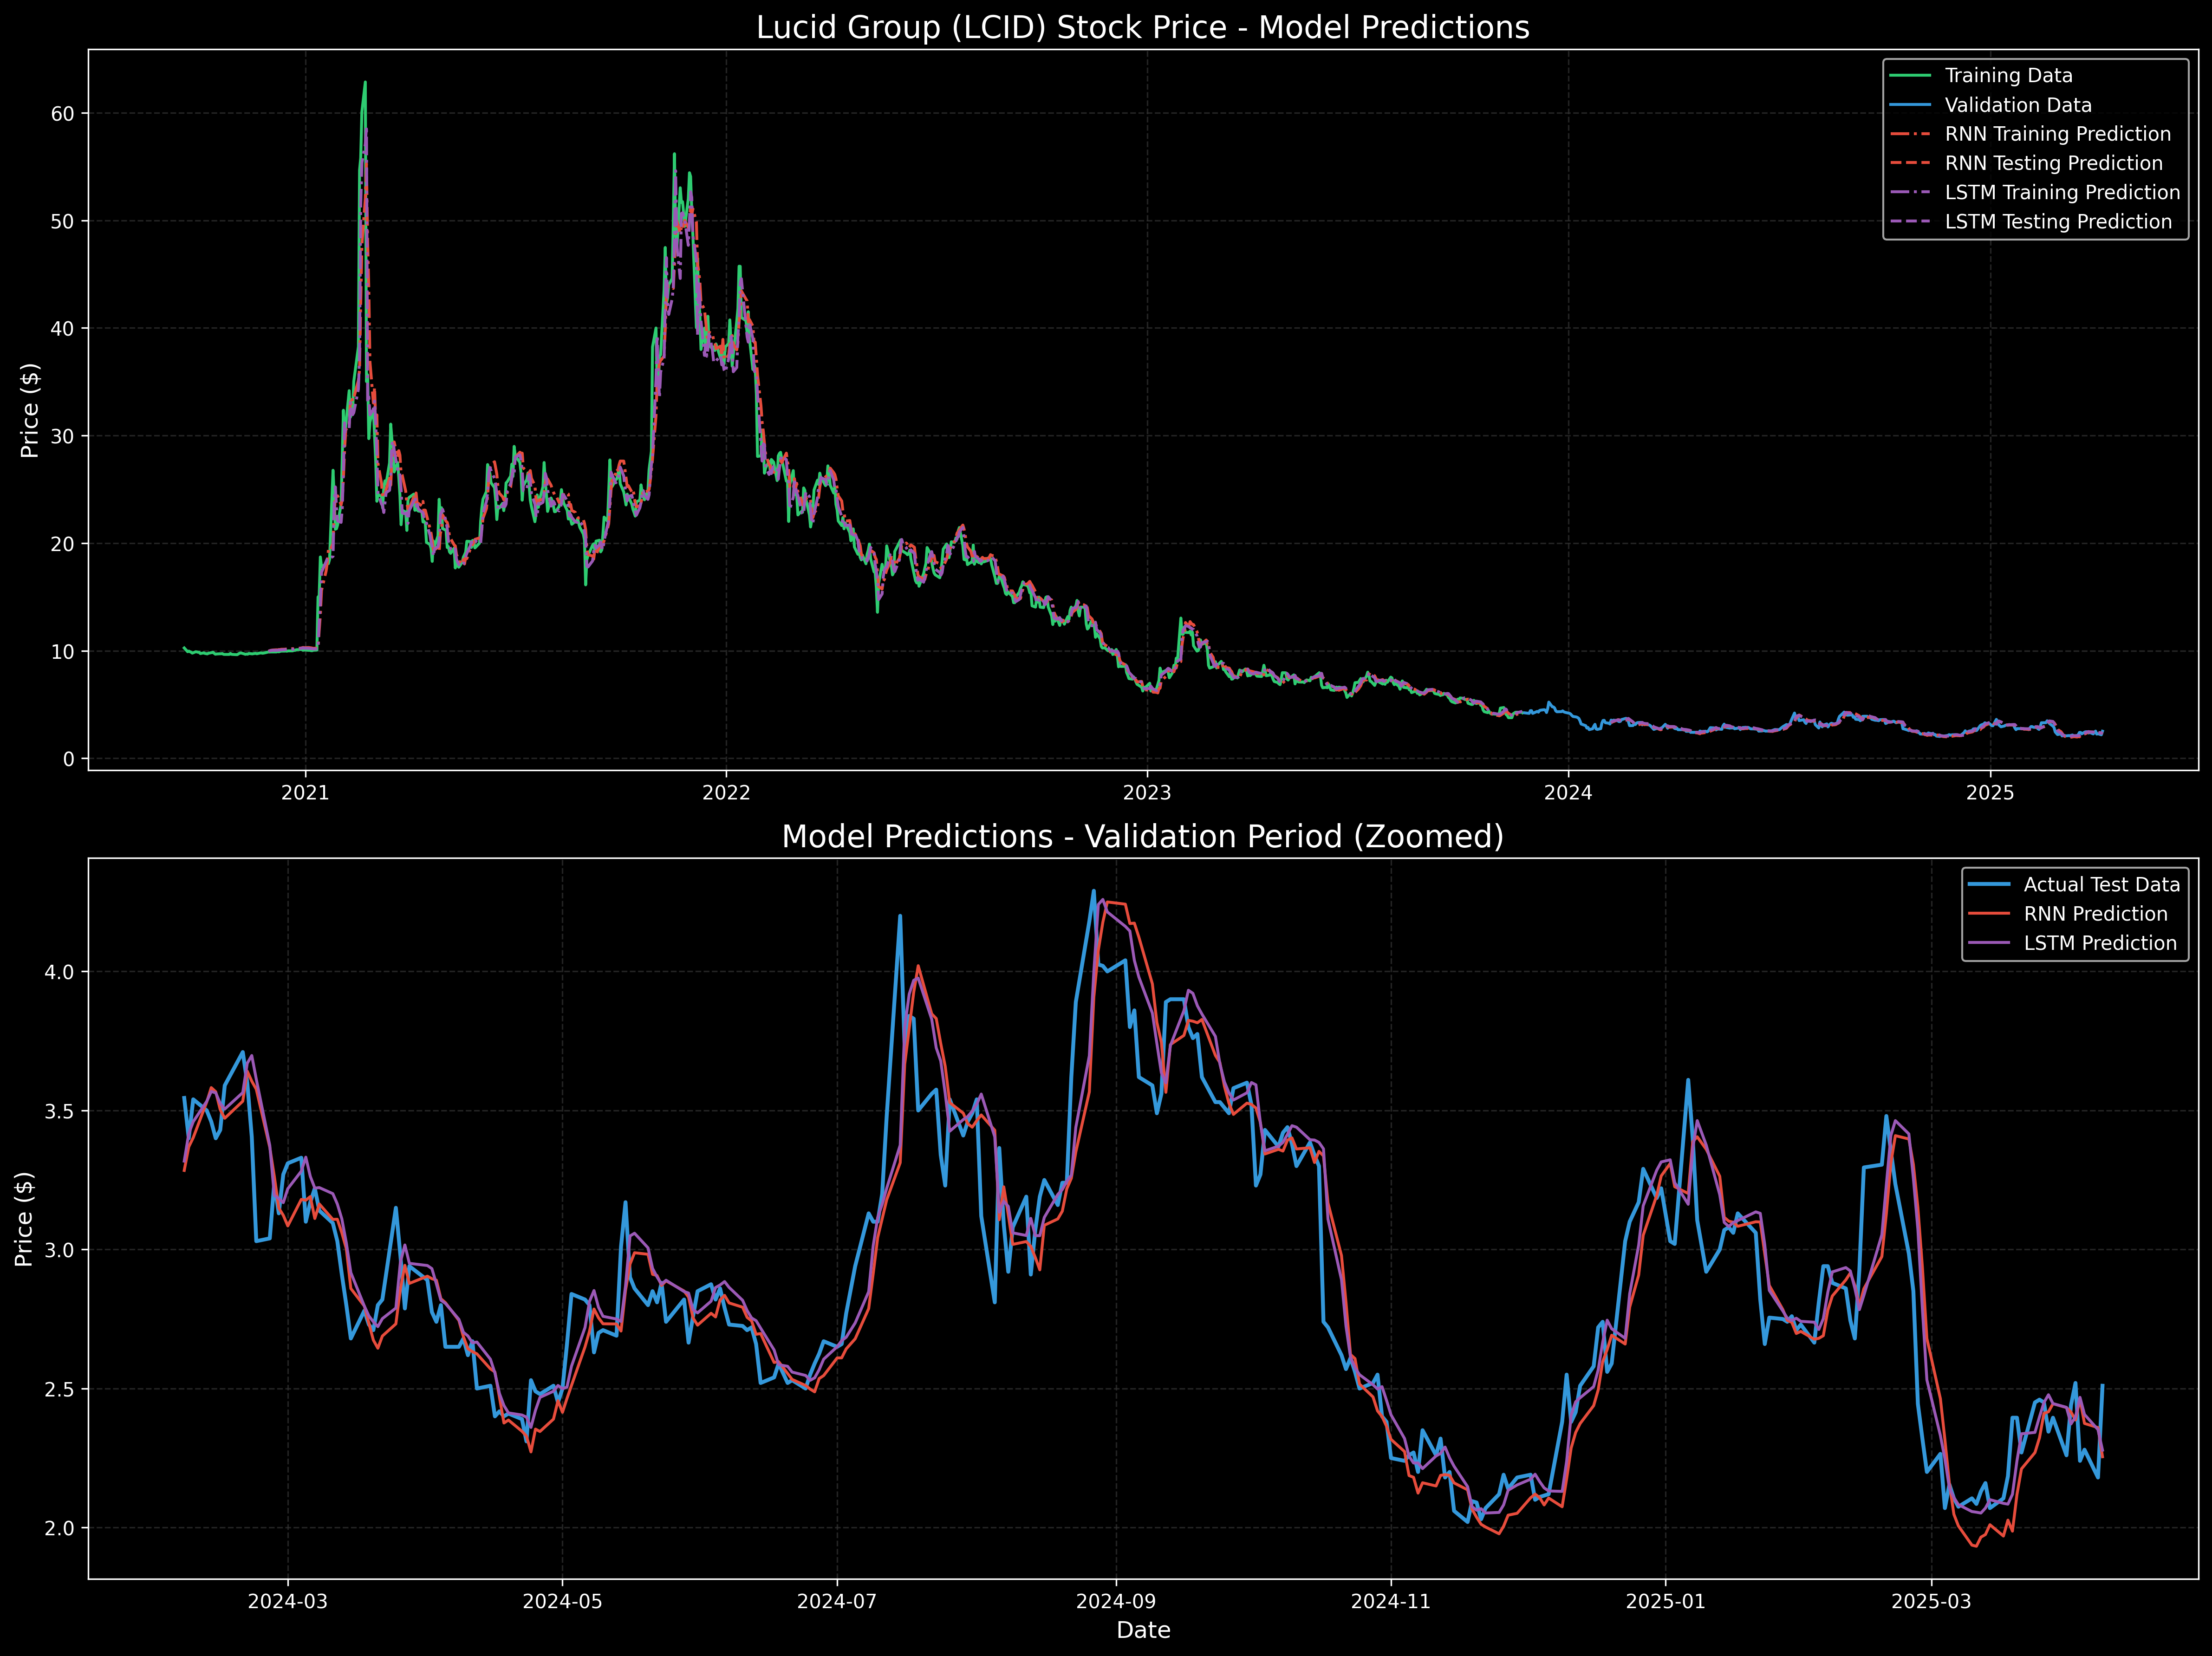 Lucid Group (LCID) Stock Price - Model Predictions
Training Data
Validation Data
RNN Training Prediction
RNN Testing Prediction
LSTM Training Prediction
LSTM Testing Prediction
Price ($)
60
50
40
30
20
10
0
2021 2022 2023 2024 2025
Model Predictions - Validation Period (Zoomed)
Actual Test Data
RNN Prediction
LSTM Prediction
Price ($)
4.0
3.5
3.0
2.5
2.0
2024-03 2024-05 2024-07 2024-09 2024-11 2025-01 2025-03
Date